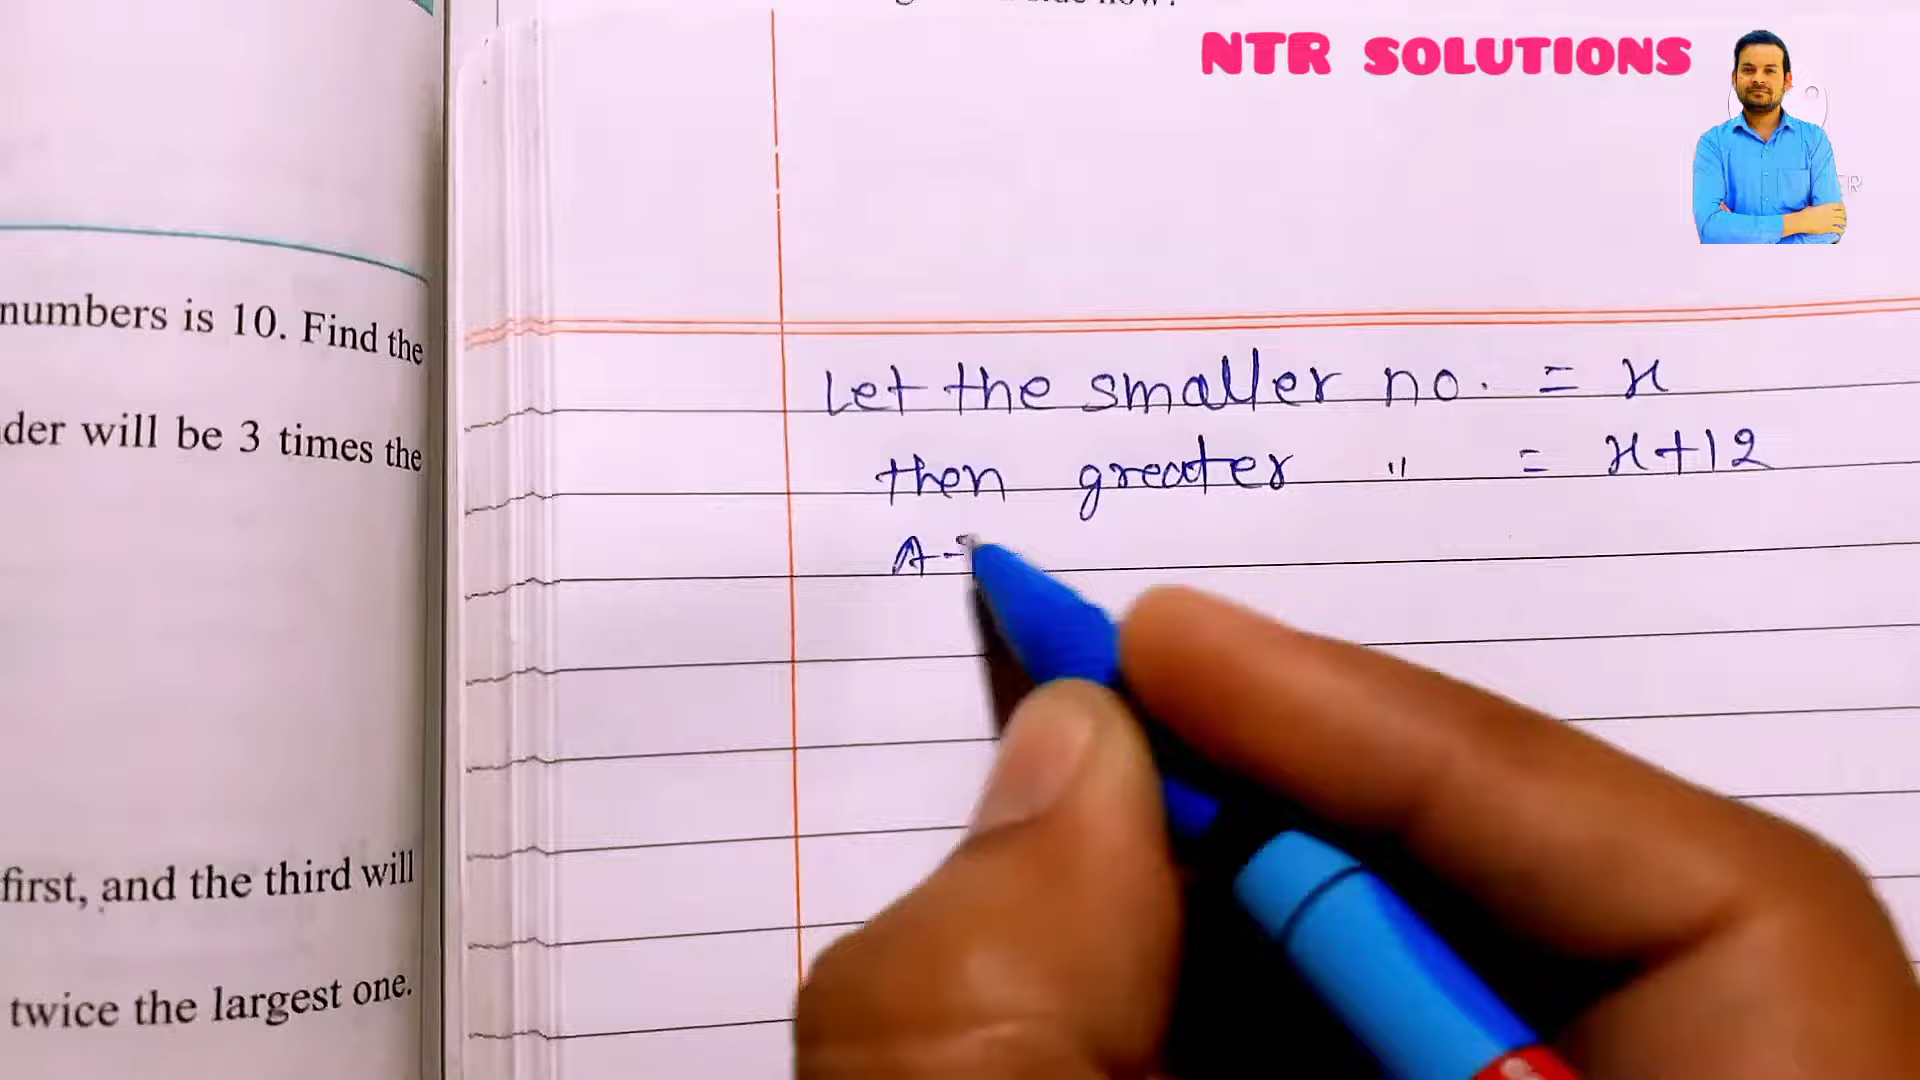 NTR SOLUTIONS
numbers is 10. Find the
der will be 3 times the
first, and the third will
twice the largest one.
Let the smaller no. = x
then greater " = x+12
A-